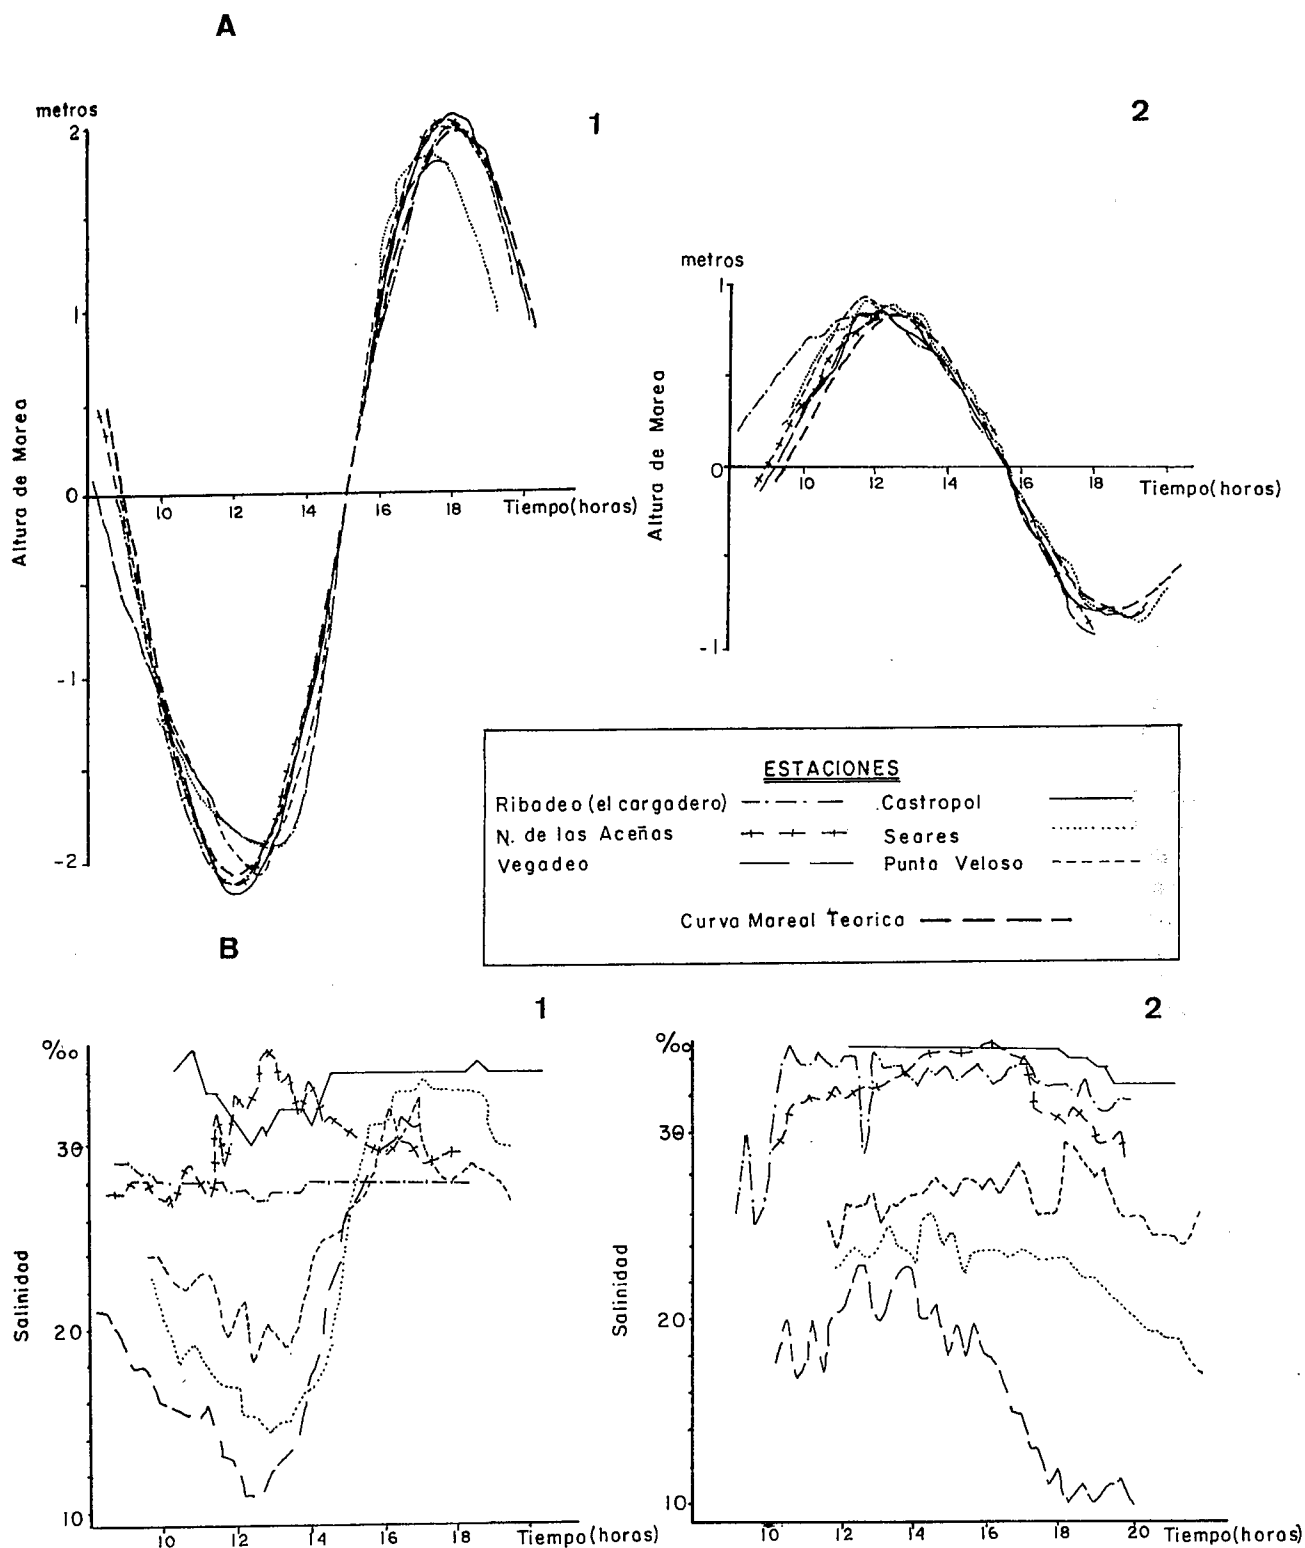 A
metros
1
2
2
1
0
-1
-2
Altura de Marea
10 12 14 16 18
Tiempo(horas)
metros
1
0
-1
Altura de Marea
10 12 14 16 18
Tiempo(horas)
ESTACIONES
Ribadeo (el cargadero) Castropol
N. de las Aceñas Seares
Vegadeo Punta Veloso
Curva Mareal Teorica
B
1
2
‰
30
20
10
Salinidad
10 12 14 16 18 Tiempo(horas)
‰
30
20
10
Salinidad
10 12 14 16 18 20 Tiempo(horas)